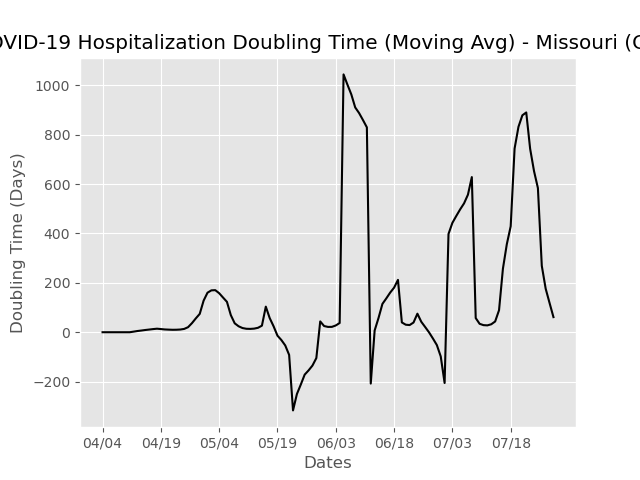 OVID-19 Hospitalization Doubling Time (Moving Avg) - Missouri (
1000
800
600
400
200
0
−200
Doubling Time (Days)
04/04 04/19 05/04 05/19 06/03 06/18 07/03 07/18
Dates